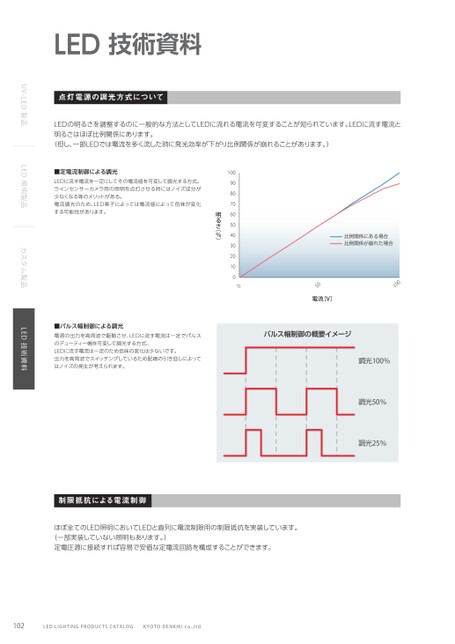 LED 技術資料
UV-LED 製品
LED 照明製品
カスタム製品
LED 技術資料
点灯電源の調光方式について
LEDの明るさを調整するのに一般的な方法としてLEDに流れる電流を可変することが知られています。LEDに流す電流と
明るさはほぼ比例関係にあります。
(但し、一部LEDでは電流を多く流した時に発光効率が下がり比例関係が崩れることがあります。)
■定電流制御による調光
LEDに流す電流を一定にしてその電流値を可変して調光する方式。
ラインセンサーカメラ用の照明を点灯させる時にはノイズ成分が
少なくなる等のメリットがある。
電流値変化のため、LED素子によっては電流値によって色味が変化
する可能性があります。
明るさ(%)
100
90
80
70
60
50
40
30
20
10
0
0
50
100
電流[V]
比例関係にある場合
比例関係が崩れた場合
■パルス幅制御による調光
電源の出力を高周波で駆動させ、LEDに流す電流は一定でパルス
のデューティー幅を可変して調光する方式。
LEDに流す電流は一定のため色味の変化は少ないです。
出力を高周波でスイッチングしているため配線の引き回しによって
はノイズの発生が考えられます。
パルス幅制御の概要イメージ
調光100%
調光50%
調光25%
制限抵抗による電流制御
ほぼ全てのLED照明においてLEDと直列に電流制限用の制限抵抗を実装しています。
(一部実装していない照明もあります。)
定電圧源に接続すれば容易で安価な定電流回路を構成することができます。
102 LED LIGHTING PRODUCTS CATALOG KYOTO DENKIKI co.,ltd.